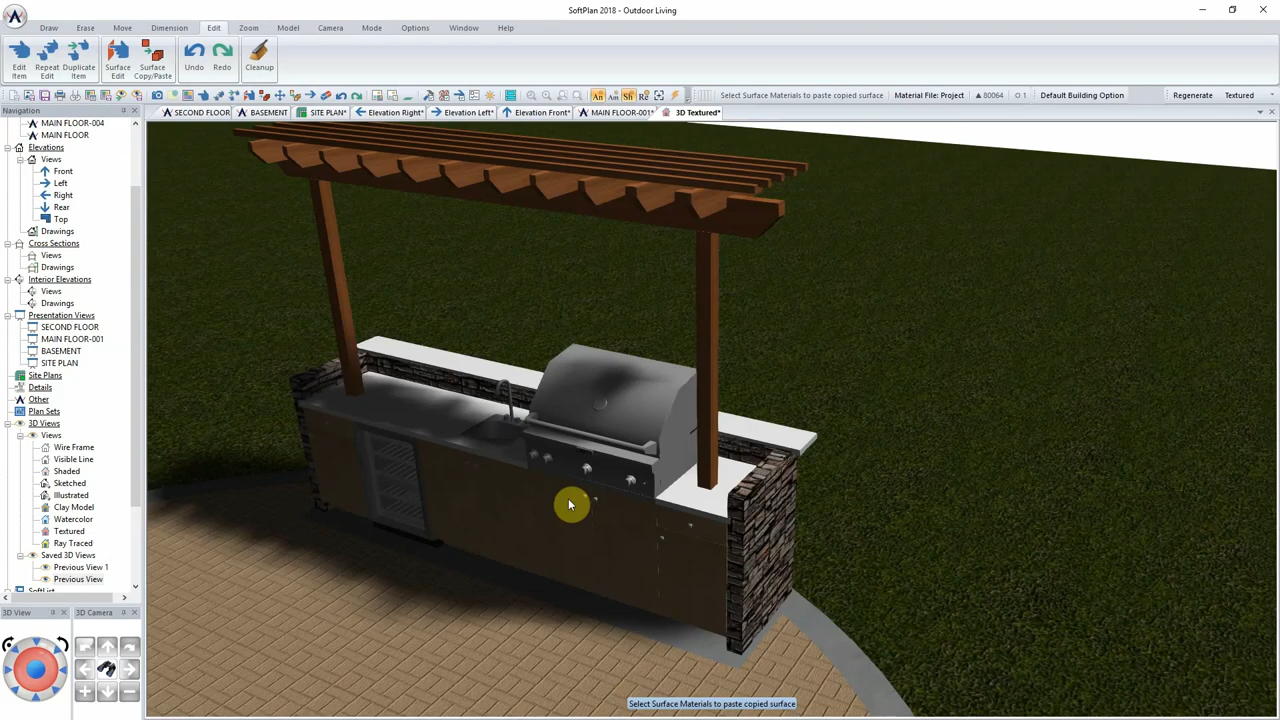 SoftPlan 2018 - Outdoor Living
Draw Erase Move Dimension Edit Zoom Model Camera Mode Options Window Help
Edit Item
Repeat Edit
Duplicate Item
Surface Edit
Surface Copy/Paste
Undo
Redo
Cleanup
An An Sh R Select Surface Materials to paste copied surface Material File: Project 80064 1 Default Building Option Regenerate Textured
Navigation
SECOND FLOOR BASEMENT SITE PLAN* Elevation Right* Elevation Left* Elevation Front* MAIN FLOOR-001* 3D Textured*
MAIN FLOOR-004
MAIN FLOOR
Elevations
Views
Front
Left
Right
Rear
Top
Drawings
Cross Sections
Views
Drawings
Interior Elevations
Views
Drawings
Presentation Views
SECOND FLOOR
MAIN FLOOR-001
BASEMENT
SITE PLAN
Site Plans
Details
Other
Plan Sets
3D Views
Views
Wire Frame
Visible Line
Shaded
Sketched
Illustrated
Clay Model
Watercolor
Textured
Ray Traced
Saved 3D Views
Previous View 1
Previous View
SoftList
3D View 3D Camera
Select Surface Materials to paste copied surface